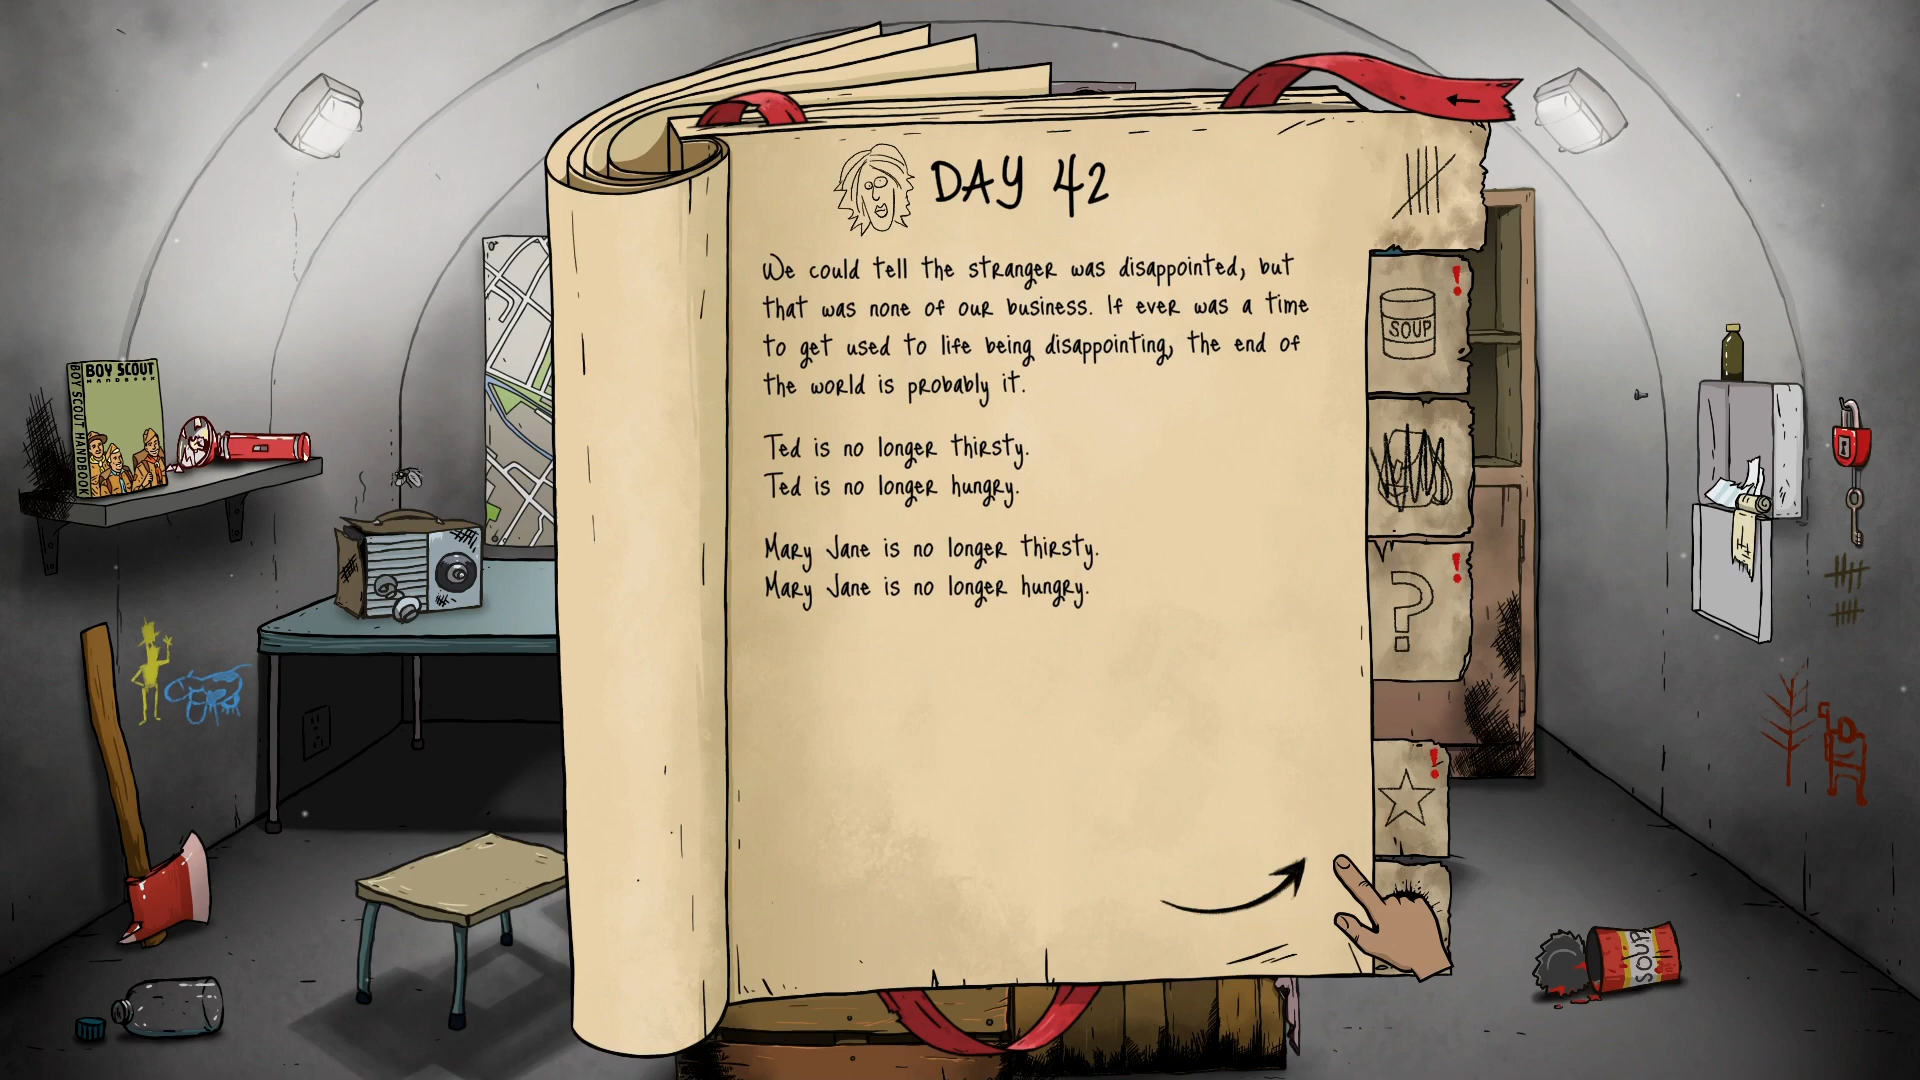 DAY 42
We could tell the stranger was disappointed, but
that was none of our business. If ever was a time
to get used to life being disappointing, the end of
the world is probably it.
Ted is no longer thirsty.
Ted is no longer hungry.
Mary Jane is no longer thirsty.
Mary Jane is no longer hungry.
SOUP
!
!
?
!
BOY SCOUT
HANDBOOK
BOY SCOUT HANDBOOK
SOUP